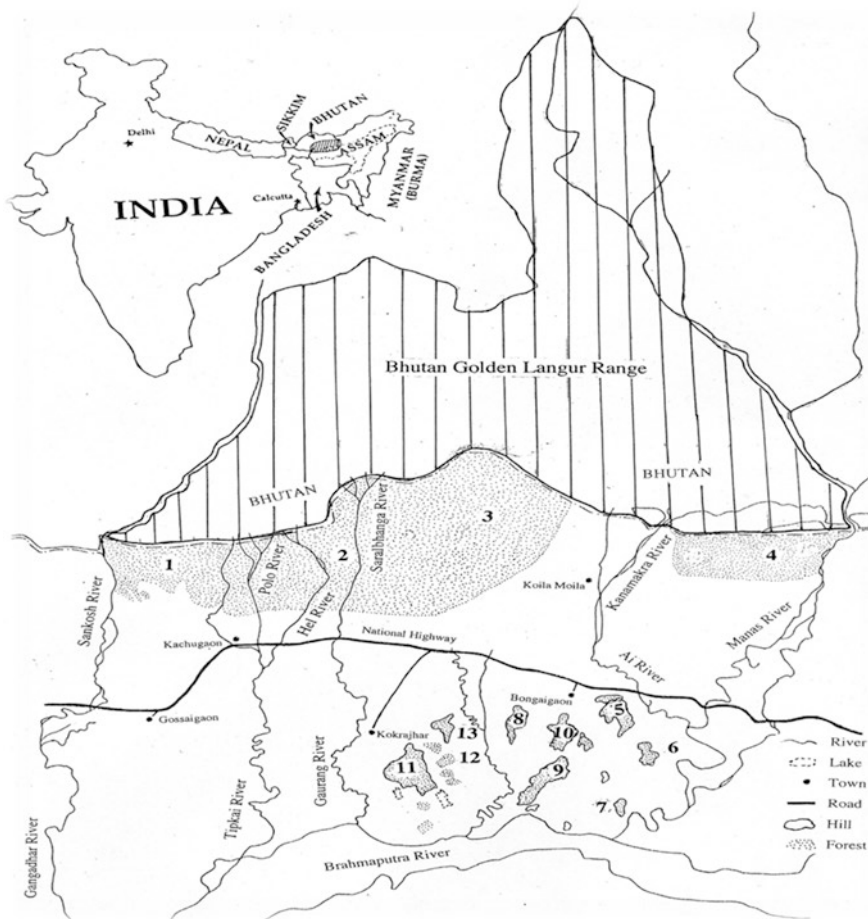 SIKKIM
BHUTAN
Delhi
NEPAL
ASSAM
MYANMAR
(BURMA)
INDIA
Calcutta
BANGLADESH
Bhutan Golden Langur Range
BHUTAN
BHUTAN
1
2
3
4
Sankosh River
Polo River
Hel River
Saralbhanga River
Koila Moila
Kanamakra River
Manas River
Kachugaon
National Highway
Ai River
Gossaigaon
Bongaigaon
Kokrajhar
Gangadhar River
Tipkai River
Gaurang River
5
6
7
8
9
10
11
12
13
Brahmaputra River
River
Lake
Town
Road
Hill
Forest